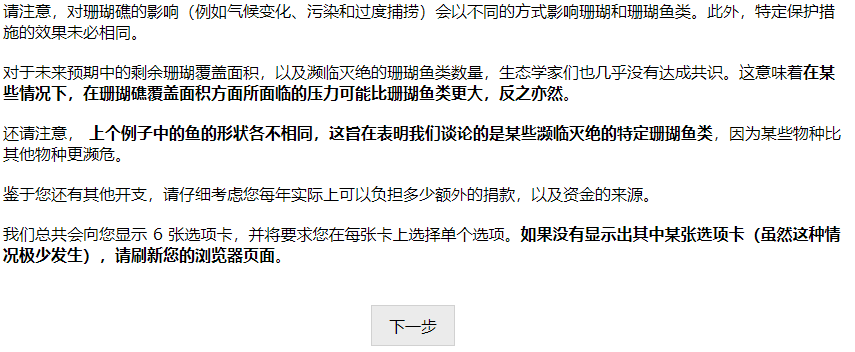 请注意，对珊瑚礁的影响（例如气候变化、污染和过度捕捞）会以不同的方式影响珊瑚和珊瑚鱼类。此外，特定保护措
施的效果未必相同。
对于未来预期中的剩余珊瑚覆盖面积，以及濒临灭绝的珊瑚鱼类数量，生态学家们也几乎没有达成共识。这意味着在某
些情况下，在珊瑚礁覆盖面积方面所面临的压力可能比珊瑚鱼类更大，反之亦然。
还请注意， 上个例子中的鱼的形状各不相同，这旨在表明我们谈论的是某些濒临灭绝的特定珊瑚鱼类，因为某些物种比
其他物种更濒危。
鉴于您还有其他开支，请仔细考虑您每年实际上可以负担多少额外的捐款，以及资金的来源。
我们总共会向您显示 6 张选项卡，并将要求您在每张卡上选择单个选项。如果没有显示出其中某张选项卡（虽然这种情
况极少发生），请刷新您的浏览器页面。
下一步